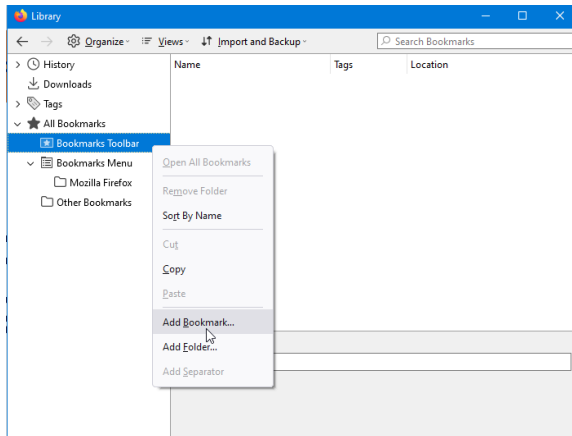 Library
Organize Views Import and Backup Search Bookmarks
History
Downloads
Tags
All Bookmarks
Bookmarks Toolbar
Bookmarks Menu
Mozilla Firefox
Other Bookmarks
Name Tags Location
Open All Bookmarks
Remove Folder
Sort By Name
Cut
Copy
Paste
Add Bookmark...
Add Folder...
Add Separator